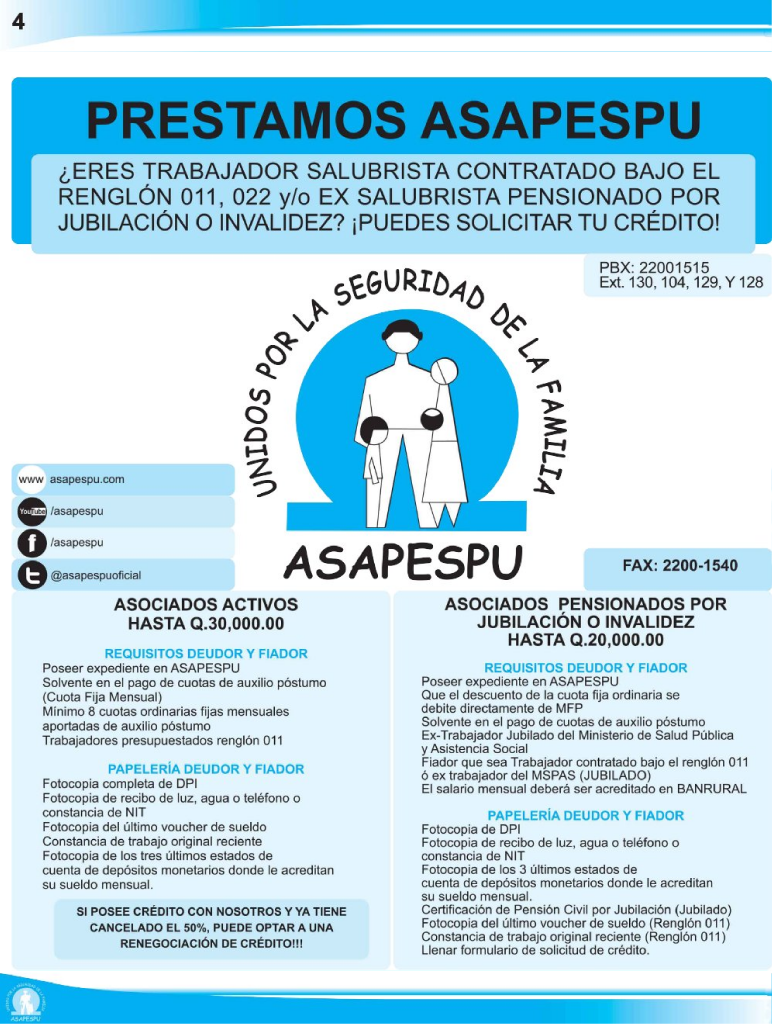 4
PRESTAMOS ASAPESPU
¿ERES TRABAJADOR SALUBRISTA CONTRATADO BAJO EL
RENGLÓN 011, 022 y/o EX SALUBRISTA PENSIONADO POR
JUBILACIÓN O INVALIDEZ? ¡PUEDES SOLICITAR TU CRÉDITO!
PBX: 22001515
Ext. 130, 104, 129, Y 128
UNIDOS POR LA SEGURIDAD DE LA FAMILIA
ASAPESPU
www asapespu.com
YouTube /asapespu
f /asapespu
t @asapespuoficial
FAX: 2200-1540
ASOCIADOS ACTIVOS
HASTA Q.30,000.00
REQUISITOS DEUDOR Y FIADOR
Poseer expediente en ASAPESPU
Solvente en el pago de cuotas de auxilio póstumo
(Cuota Fija Mensual)
Mínimo 8 cuotas ordinarias fijas mensuales
aportadas de auxilio póstumo
Trabajadores presupuestados renglón 011
PAPELERÍA DEUDOR Y FIADOR
Fotocopia completa de DPI
Fotocopia de recibo de luz, agua o teléfono o
constancia de NIT
Fotocopia del último voucher de sueldo
Constancia de trabajo original reciente
Fotocopia de los tres últimos estados de
cuenta de depósitos monetarios donde le acreditan
su sueldo mensual.
SI POSEE CRÉDITO CON NOSOTROS Y YA TIENE
CANCELADO EL 50%, PUEDE OPTAR A UNA
RENEGOCIACIÓN DE CRÉDITO!!!
ASOCIADOS PENSIONADOS POR
JUBILACIÓN O INVALIDEZ
HASTA Q.20,000.00
REQUISITOS DEUDOR Y FIADOR
Poseer expediente en ASAPESPU
Que el descuento de la cuota fija ordinaria se
debite directamente de MFP
Solvente en el pago de cuotas de auxilio póstumo
Ex-Trabajador Jubilado del Ministerio de Salud Pública
y Asistencia Social
Fiador que sea Trabajador contratado bajo el renglón 011
ó ex trabajador del MSPAS (JUBILADO)
El salario mensual deberá ser acreditado en BANRURAL
PAPELERÍA DEUDOR Y FIADOR
Fotocopia de DPI
Fotocopia de recibo de luz, agua o teléfono o
constancia de NIT
Fotocopia de los 3 últimos estados de
cuenta de depósitos monetarios donde le acreditan
su sueldo mensual.
Certificación de Pensión Civil por Jubilación (Jubilado)
Fotocopia del último voucher de sueldo (Renglón 011)
Constancia de trabajo original reciente (Renglón 011)
Llenar formulario de solicitud de crédito.
UNIDOS POR LA SEGURIDAD DE LA FAMILIA
ASAPESPU